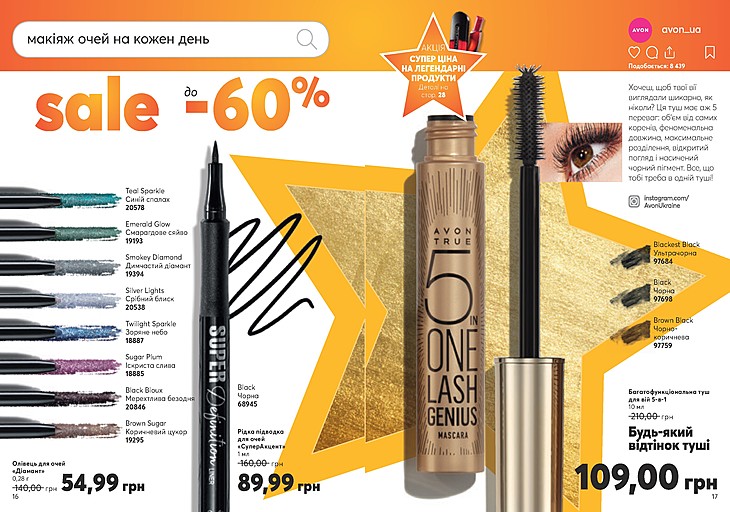 макіяж очей на кожен день
sale до -60%
Teal Sparkle
Синій спалах
20578
Emerald Glow
Смарагдове сяйво
19193
Smokey Diamond
Димчастий діамант
19394
Silver Lights
Срібний блиск
20538
Twilight Sparkle
Зоряне небо
18887
Sugar Plum
Іскриста слива
18885
Black Bloux
Мерехтлива безодня
20846
Brown Sugar
Коричневий цукор
19295
Олівець для очей
«Діамант»
0,28 г
140,00 грн
54,99 грн
16
SUPER
Definition
LINER
Black
Чорна
68945
Рідка підводка
для очей
«СуперАкцент»
1 мл
160,00 грн
89,99 грн
АКЦІЯ
СУПЕР ЦІНА
НА ЛЕГЕНДАРНІ
ПРОДУКТИ
Деталі на
стор. 28
AVON
TRUE
5
IN
ONE
LASH
GENIUS
MASCARA
AVON
avon_ua
Подобається: 8 439
Хочеш, щоб твої вії
виглядали шикарно, як
ніколи? Ця туш має аж 5
переваг: об'єм від самих
коренів, феноменальна
довжина, максимальне
розділення, відкритий
погляд і насичений
чорний пігмент. Все, що
тобі треба в одній туші!
instagram.com/
AvonUkraine
Blackest Black
Ультрачорна
97684
Black
Чорна
97698
Brown Black
Чорно-
коричнева
97759
Багатофункціональна туш
для вій 5-в-1
10 мл
210,00 грн
Будь-який
відтінок туші
109,00 грн
17